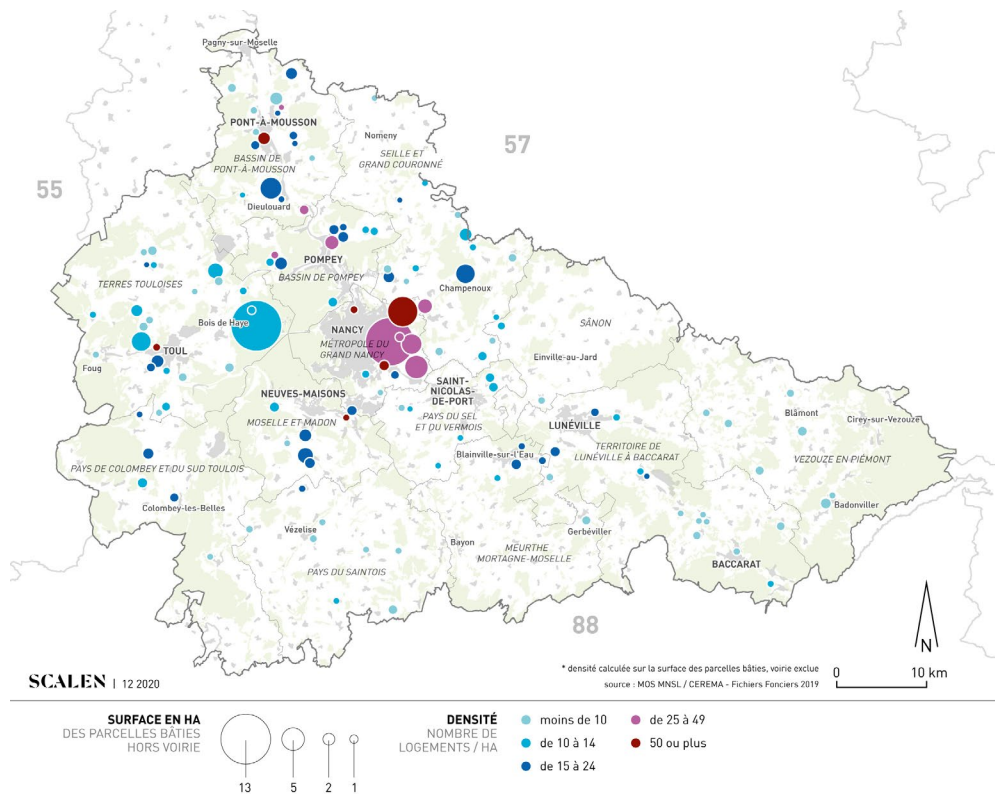 Pagny-sur-Moselle
PONT-À-MOUSSON
Nomeny
57
SEILLE ET
GRAND COURONNÉ
BASSIN DE
PONT-À-MOUSSON
55
Dieulouard
POMPEY
BASSIN DE POMPEY
TERRES TOULOISES
Champenoux
Bois de Haye
NANCY
SÂNON
MÉTROPOLE DU
GRAND NANCY
TOUL
Einville-au-Jard
Foug
SAINT-
NICOLAS-
DE-PORT
NEUVES-MAISONS
Blâmont
Cirey-sur-Vezouze
MOSELLE ET MADON
PAYS DU SEL
ET DU VERMOIS
LUNÉVILLE
TERRITOIRE DE
LUNÉVILLE À BACCARAT
Blainville-sur-l'Eau
VEZOUZE EN PIÉMONT
PAYS DE COLOMBEY ET DU SUD TOULOIS
Colombey-les-Belles
Badonviller
Vézelise
Gerbéviller
Bayon
MEURTHE
MORTAGNE-MOSELLE
BACCARAT
PAYS DU SAINTOIS
88
N
SCALEN | 12 2020
* densité calculée sur la surface des parcelles bâties, voirie exclue
source : MOS MNSL / CEREMA - Fichiers Fonciers 2019
0 10 km
SURFACE EN HA
DES PARCELLES BÂTIES
HORS VOIRIE
13 5 2 1
DENSITÉ
NOMBRE DE
LOGEMENTS / HA
moins de 10
de 10 à 14
de 15 à 24
de 25 à 49
50 ou plus